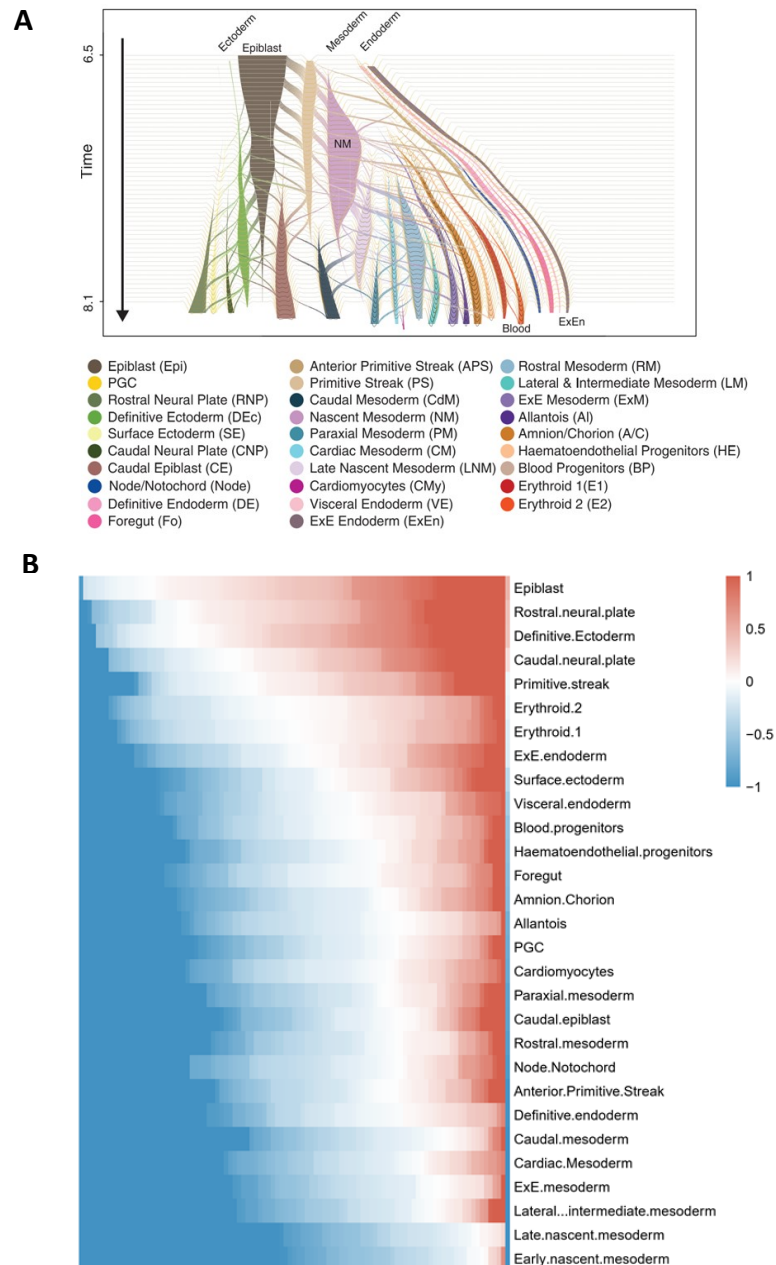 A
Ectoderm
Epiblast
Mesoderm
Endoderm
6.5
Time
NM
8.1
Blood
ExEn
Epiblast (Epi)
PGC
Rostral Neural Plate (RNP)
Definitive Ectoderm (DEc)
Surface Ectoderm (SE)
Caudal Neural Plate (CNP)
Caudal Epiblast (CE)
Node/Notochord (Node)
Definitive Endoderm (DE)
Foregut (Fo)
Anterior Primitive Streak (APS)
Primitive Streak (PS)
Caudal Mesoderm (CdM)
Nascent Mesoderm (NM)
Paraxial Mesoderm (PM)
Cardiac Mesoderm (CM)
Late Nascent Mesoderm (LNM)
Cardiomyocytes (CMy)
Visceral Endoderm (VE)
ExE Endoderm (ExEn)
Rostral Mesoderm (RM)
Lateral & Intermediate Mesoderm (LM)
ExE Mesoderm (ExM)
Allantois (Al)
Amnion/Chorion (A/C)
Haematoendothelial Progenitors (HE)
Blood Progenitors (BP)
Erythroid 1(E1)
Erythroid 2 (E2)
B
Epiblast
Rostral.neural.plate
Definitive.Ectoderm
Caudal.neural.plate
Primitive.streak
Erythroid.2
Erythroid.1
ExE.endoderm
Surface.ectoderm
Visceral.endoderm
Blood.progenitors
Haematoendothelial.progenitors
Foregut
Amnion.Chorion
Allantois
PGC
Cardiomyocytes
Paraxial.mesoderm
Caudal.epiblast
Rostral.mesoderm
Node.Notochord
Anterior.Primitive.Streak
Definitive.endoderm
Caudal.mesoderm
Cardiac.Mesoderm
ExE.mesoderm
Lateral...intermediate.mesoderm
Late.nascent.mesoderm
Early.nascent.mesoderm
1
0.5
0
−0.5
−1